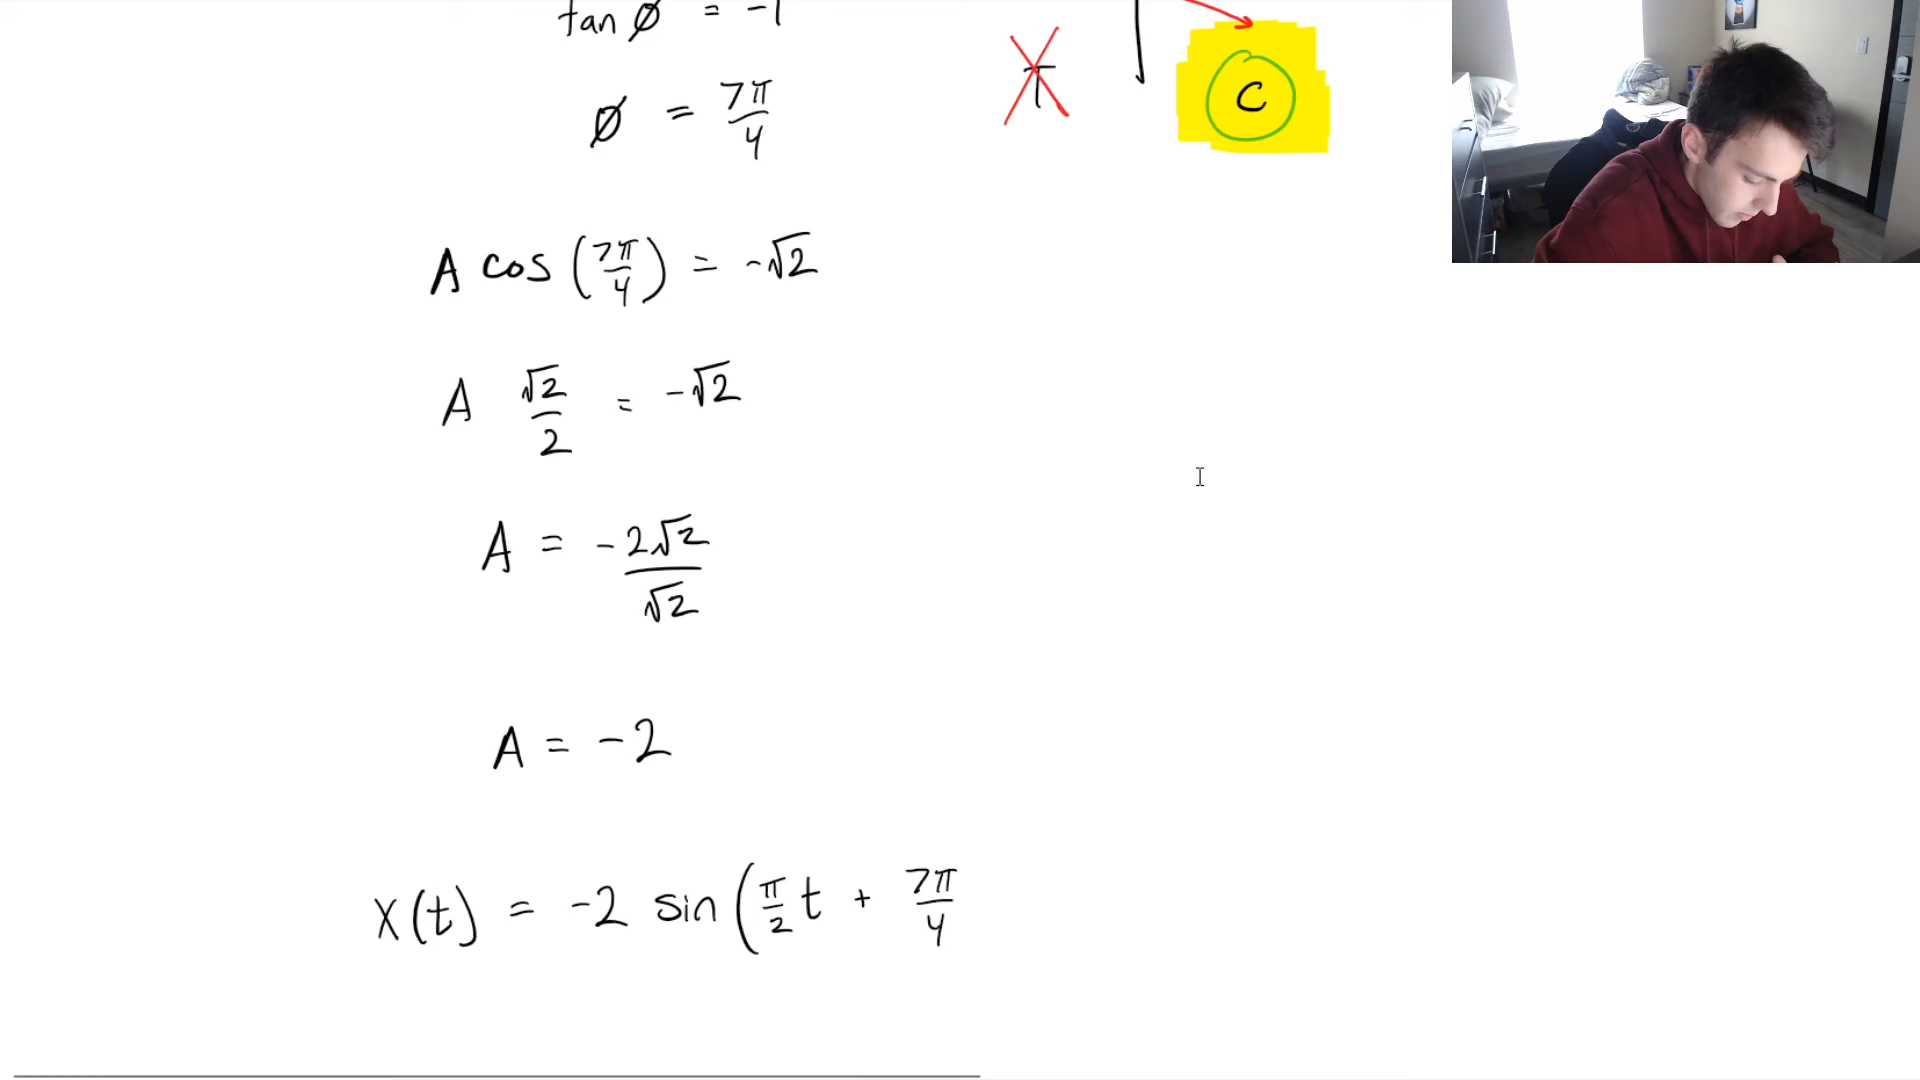 tan ø = -1
T
C
ø = 7π/4
A cos (7π/4) = -√2
A √2/2 = -√2
A = -2√2/√2
A = -2
x(t) = -2 sin (π/2 t + 7π/4